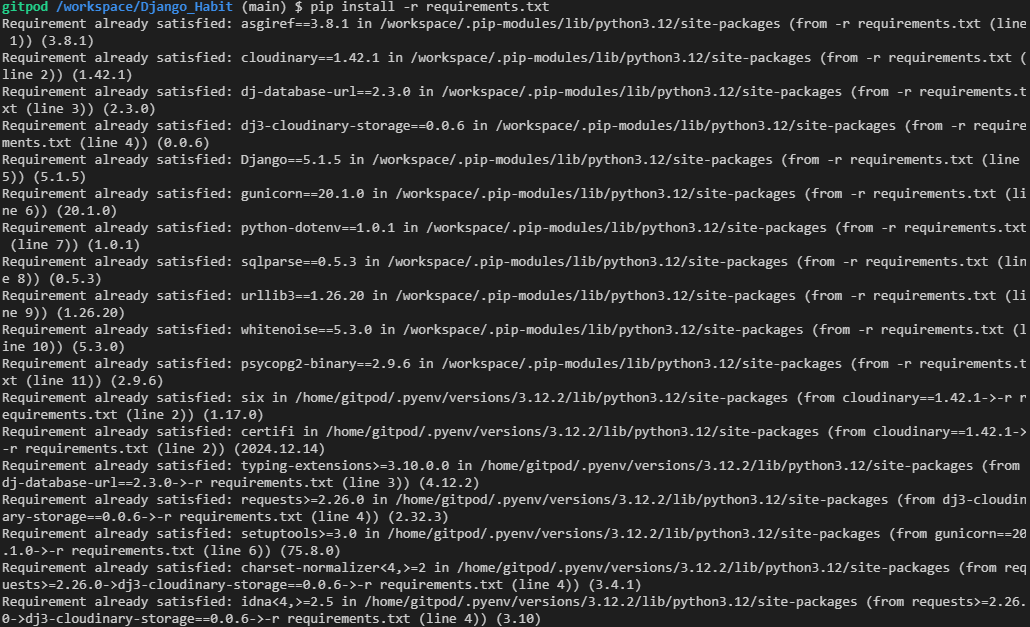 gitpod /workspace/Django_Habit (main) $ pip install -r requirements.txt
Requirement already satisfied: asgiref==3.8.1 in /workspace/.pip-modules/lib/python3.12/site-packages (from -r requirements.txt (line
 1)) (3.8.1)
Requirement already satisfied: cloudinary==1.42.1 in /workspace/.pip-modules/lib/python3.12/site-packages (from -r requirements.txt (
line 2)) (1.42.1)
Requirement already satisfied: dj-database-url==2.3.0 in /workspace/.pip-modules/lib/python3.12/site-packages (from -r requirements.t
xt (line 3)) (2.3.0)
Requirement already satisfied: dj3-cloudinary-storage==0.0.6 in /workspace/.pip-modules/lib/python3.12/site-packages (from -r require
ments.txt (line 4)) (0.0.6)
Requirement already satisfied: Django==5.1.5 in /workspace/.pip-modules/lib/python3.12/site-packages (from -r requirements.txt (line
5)) (5.1.5)
Requirement already satisfied: gunicorn==20.1.0 in /workspace/.pip-modules/lib/python3.12/site-packages (from -r requirements.txt (li
ne 6)) (20.1.0)
Requirement already satisfied: python-dotenv==1.0.1 in /workspace/.pip-modules/lib/python3.12/site-packages (from -r requirements.txt
 (line 7)) (1.0.1)
Requirement already satisfied: sqlparse==0.5.3 in /workspace/.pip-modules/lib/python3.12/site-packages (from -r requirements.txt (lin
e 8)) (0.5.3)
Requirement already satisfied: urllib3==1.26.20 in /workspace/.pip-modules/lib/python3.12/site-packages (from -r requirements.txt (li
ne 9)) (1.26.20)
Requirement already satisfied: whitenoise==5.3.0 in /workspace/.pip-modules/lib/python3.12/site-packages (from -r requirements.txt (l
ine 10)) (5.3.0)
Requirement already satisfied: psycopg2-binary==2.9.6 in /workspace/.pip-modules/lib/python3.12/site-packages (from -r requirements.t
xt (line 11)) (2.9.6)
Requirement already satisfied: six in /home/gitpod/.pyenv/versions/3.12.2/lib/python3.12/site-packages (from cloudinary==1.42.1->-r r
equirements.txt (line 2)) (1.17.0)
Requirement already satisfied: certifi in /home/gitpod/.pyenv/versions/3.12.2/lib/python3.12/site-packages (from cloudinary==1.42.1->
-r requirements.txt (line 2)) (2024.12.14)
Requirement already satisfied: typing-extensions>=3.10.0.0 in /home/gitpod/.pyenv/versions/3.12.2/lib/python3.12/site-packages (from
dj-database-url==2.3.0->-r requirements.txt (line 3)) (4.12.2)
Requirement already satisfied: requests>=2.26.0 in /home/gitpod/.pyenv/versions/3.12.2/lib/python3.12/site-packages (from dj3-cloudin
ary-storage==0.0.6->-r requirements.txt (line 4)) (2.32.3)
Requirement already satisfied: setuptools>=3.0 in /home/gitpod/.pyenv/versions/3.12.2/lib/python3.12/site-packages (from gunicorn==20
.1.0->-r requirements.txt (line 6)) (75.8.0)
Requirement already satisfied: charset-normalizer<4,>=2 in /home/gitpod/.pyenv/versions/3.12.2/lib/python3.12/site-packages (from req
uests>=2.26.0->dj3-cloudinary-storage==0.0.6->-r requirements.txt (line 4)) (3.4.1)
Requirement already satisfied: idna<4,>=2.5 in /home/gitpod/.pyenv/versions/3.12.2/lib/python3.12/site-packages (from requests>=2.26.
0->dj3-cloudinary-storage==0.0.6->-r requirements.txt (line 4)) (3.10)